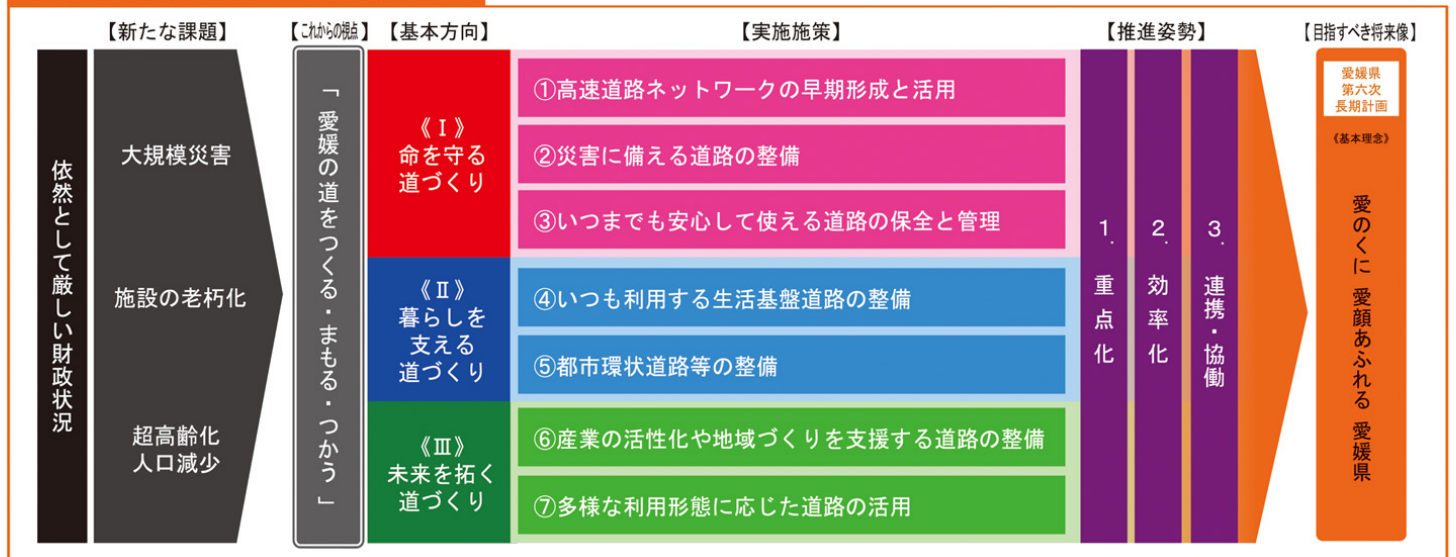 【新たな課題】
【これからの視点】
【基本方向】
【実施施策】
【推進姿勢】
【目指すべき将来像】
依然として厳しい財政状況
大規模災害
施設の老朽化
超高齢化
人口減少
「愛媛の道をつくる・まもる・つかう」
《Ⅰ》
命を守る
道づくり
①高速道路ネットワークの早期形成と活用
②災害に備える道路の整備
③いつまでも安心して使える道路の保全と管理
《Ⅱ》
暮らしを
支える
道づくり
④いつも利用する生活基盤道路の整備
⑤都市環状道路等の整備
《Ⅲ》
未来を拓く
道づくり
⑥産業の活性化や地域づくりを支援する道路の整備
⑦多様な利用形態に応じた道路の活用
1.重点化
2.効率化
3.連携・協働
愛媛県
第六次
長期計画
《基本理念》
愛のくに 愛顔あふれる 愛媛県